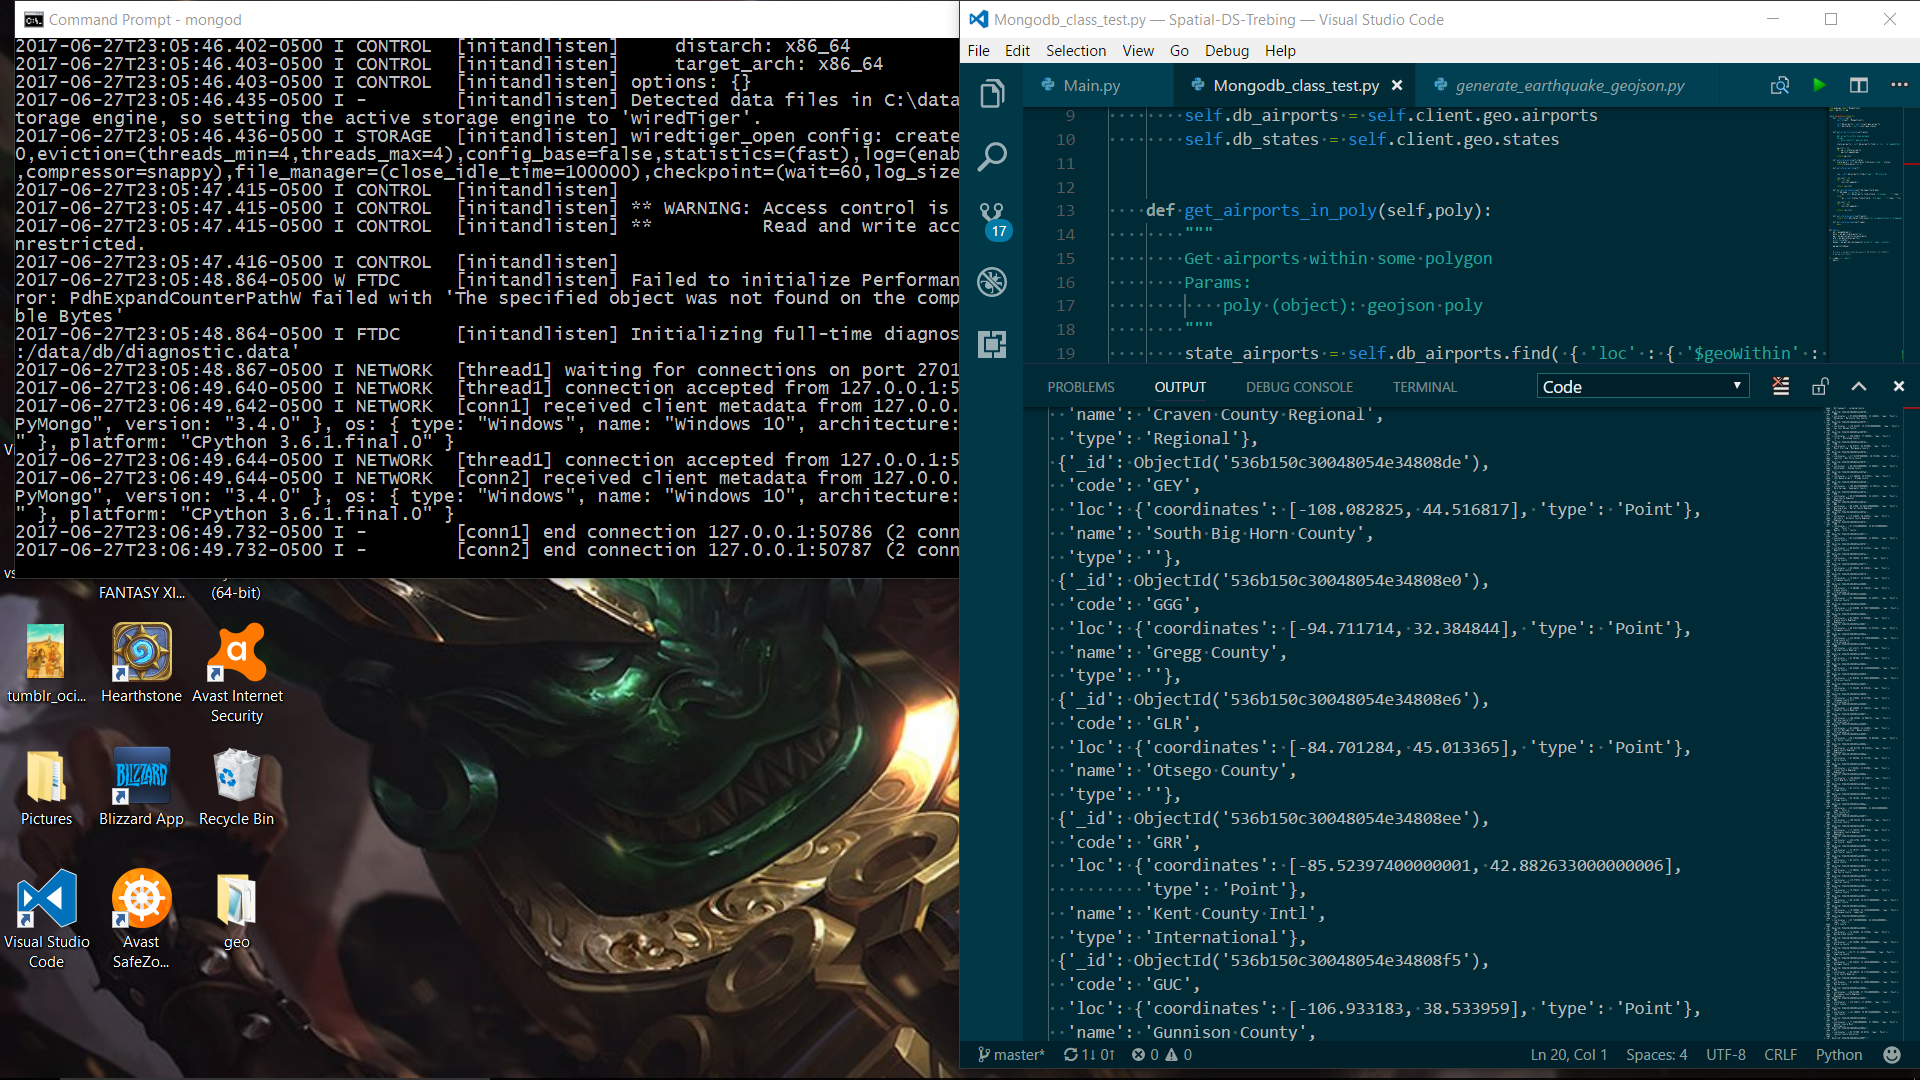 Command Prompt - mongod
2017-06-27T23:05:46.402-0500 I CONTROL  [initandlisten]     distarch: x86_64
2017-06-27T23:05:46.403-0500 I CONTROL  [initandlisten]     target_arch: x86_64
2017-06-27T23:05:46.403-0500 I CONTROL  [initandlisten] options: {}
2017-06-27T23:05:46.435-0500 I -        [initandlisten] Detected data files in C:\data
torage engine, so setting the active storage engine to 'wiredTiger'.
2017-06-27T23:05:46.436-0500 I STORAGE  [initandlisten] wiredtiger_open config: create
0,eviction=(threads_min=4,threads_max=4),config_base=false,statistics=(fast),log=(enab
,compressor=snappy),file_manager=(close_idle_time=100000),checkpoint=(wait=60,log_size
2017-06-27T23:05:47.415-0500 I CONTROL  [initandlisten]
2017-06-27T23:05:47.415-0500 I CONTROL  [initandlisten] ** WARNING: Access control is
2017-06-27T23:05:47.415-0500 I CONTROL  [initandlisten] **          Read and write acc
nrestricted.
2017-06-27T23:05:47.416-0500 I CONTROL  [initandlisten]
2017-06-27T23:05:48.864-0500 W FTDC     [initandlisten] Failed to initialize Performan
ror: PdhExpandCounterPathW failed with 'The specified object was not found on the comp
ble Bytes'
2017-06-27T23:05:48.864-0500 I FTDC     [initandlisten] Initializing full-time diagnos
:/data/db/diagnostic.data'
2017-06-27T23:05:48.867-0500 I NETWORK  [thread1] waiting for connections on port 2701
2017-06-27T23:06:49.640-0500 I NETWORK  [thread1] connection accepted from 127.0.0.1:5
2017-06-27T23:06:49.642-0500 I NETWORK  [conn1] received client metadata from 127.0.0.
PyMongo", version: "3.4.0" }, os: { type: "Windows", name: "Windows 10", architecture:
" }, platform: "CPython 3.6.1.final.0" }
2017-06-27T23:06:49.644-0500 I NETWORK  [thread1] connection accepted from 127.0.0.1:5
2017-06-27T23:06:49.644-0500 I NETWORK  [conn2] received client metadata from 127.0.0.
PyMongo", version: "3.4.0" }, os: { type: "Windows", name: "Windows 10", architecture:
" }, platform: "CPython 3.6.1.final.0" }
2017-06-27T23:06:49.732-0500 I -        [conn1] end connection 127.0.0.1:50786 (2 conn
2017-06-27T23:06:49.732-0500 I -        [conn2] end connection 127.0.0.1:50787 (2 conn
FANTASY XI...
(64-bit)
tumblr_oci...
Hearthstone
Avast Internet
Security
Pictures
BLIZZARD
Blizzard App
Recycle Bin
Visual Studio
Code
Avast
SafeZo...
geo
Mongodb_class_test.py — Spatial-DS-Trebing — Visual Studio Code
File Edit Selection View Go Debug Help
Main.py
Mongodb_class_test.py
generate_earthquake_geojson.py
17
9 self.db_airports = self.client.geo.airports
10 self.db_states = self.client.geo.states
11
12
13 def get_airports_in_poly(self,poly):
14 """
15 Get airports within some polygon
16 Params:
17 poly (object): geojson poly
18 """
19 state_airports = self.db_airports.find( { 'loc' : { '$geoWithin' :
PROBLEMS OUTPUT DEBUG CONSOLE TERMINAL Code
'name': 'Craven County Regional',
'type': 'Regional'},
{'_id': ObjectId('536b150c30048054e34808de'),
'code': 'GEY',
'loc': {'coordinates': [-108.082825, 44.516817], 'type': 'Point'},
'name': 'South Big Horn County',
'type': ''},
{'_id': ObjectId('536b150c30048054e34808e0'),
'code': 'GGG',
'loc': {'coordinates': [-94.711714, 32.384844], 'type': 'Point'},
'name': 'Gregg County',
'type': ''},
{'_id': ObjectId('536b150c30048054e34808e6'),
'code': 'GLR',
'loc': {'coordinates': [-84.701284, 45.013365], 'type': 'Point'},
'name': 'Otsego County',
'type': ''},
{'_id': ObjectId('536b150c30048054e34808ee'),
'code': 'GRR',
'loc': {'coordinates': [-85.52397400000001, 42.882633000000006],
'type': 'Point'},
'name': 'Kent County Intl',
'type': 'International'},
{'_id': ObjectId('536b150c30048054e34808f5'),
'code': 'GUC',
'loc': {'coordinates': [-106.933183, 38.533959], 'type': 'Point'},
'name': 'Gunnison County',
master* 1↓ 0↑ 0 0 Ln 20, Col 1 Spaces: 4 UTF-8 CRLF Python